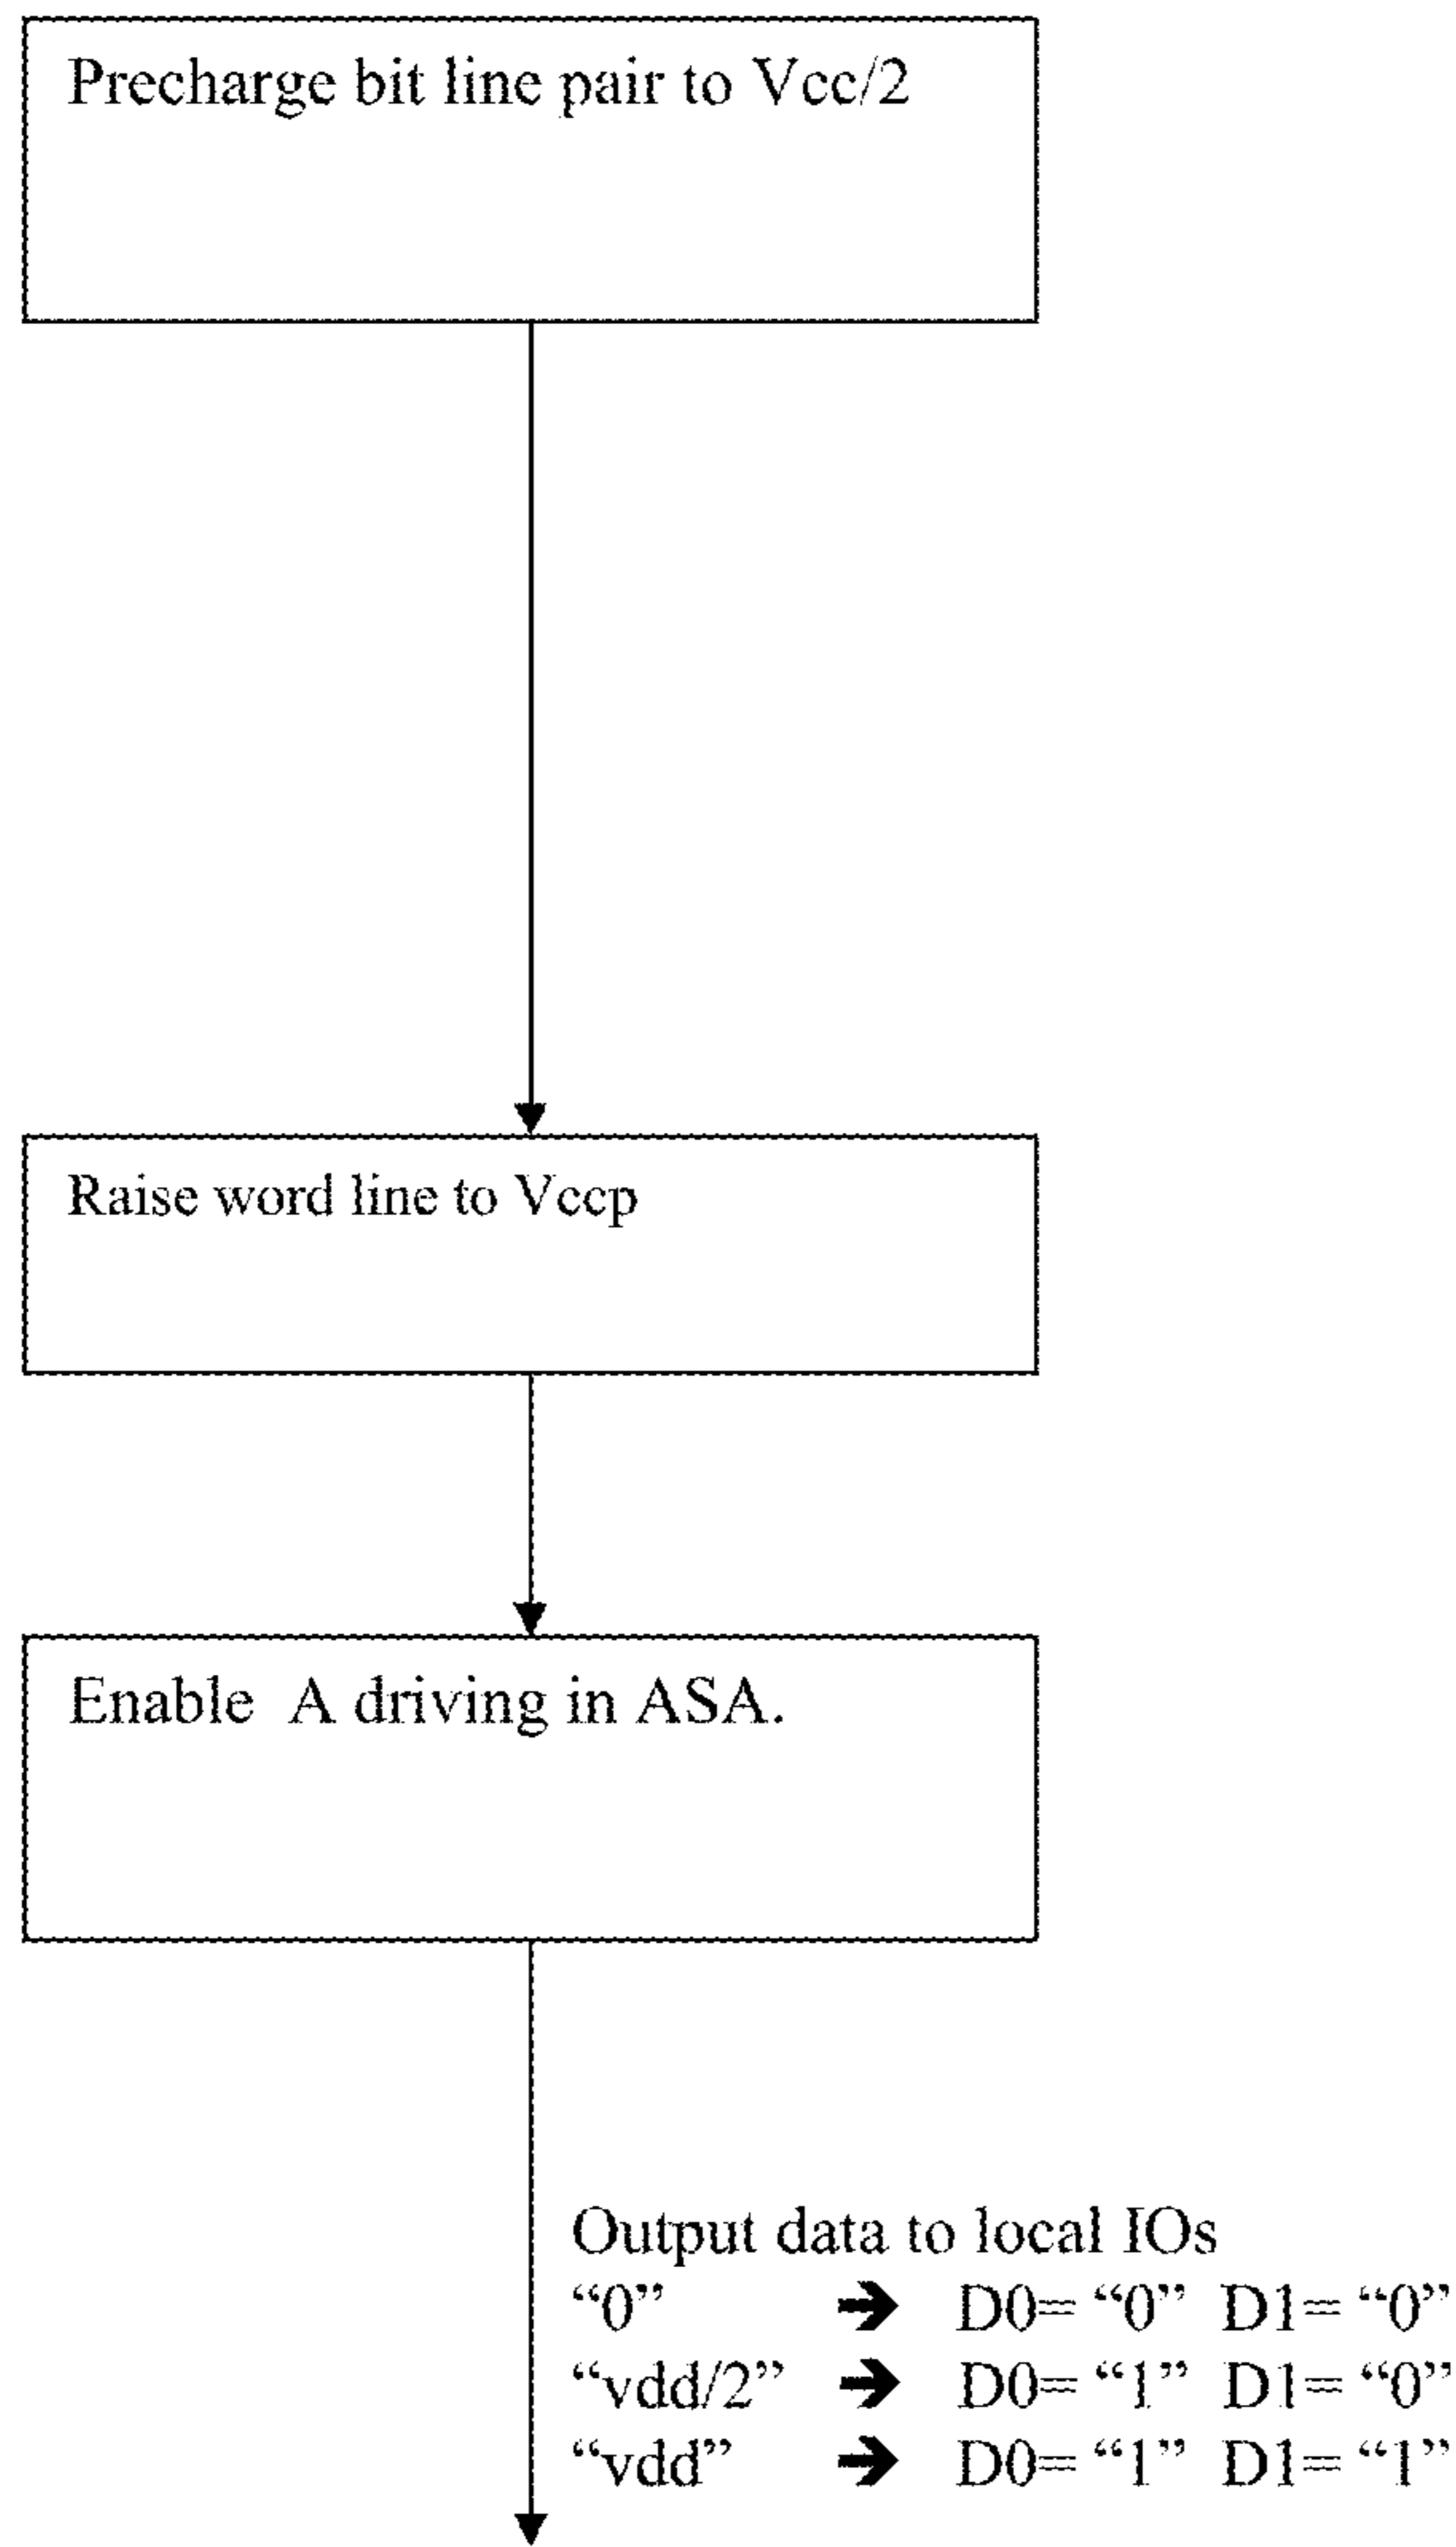 Precharge bit line pair to Vcc/2
Raise word line to Vccp
Enable A driving in ASA.
Output data to local IOs
“0” ➔ D0= “0” D1= “0”
“vdd/2” ➔ D0= “1” D1= “0”
“vdd” ➔ D0= “1” D1= “1”